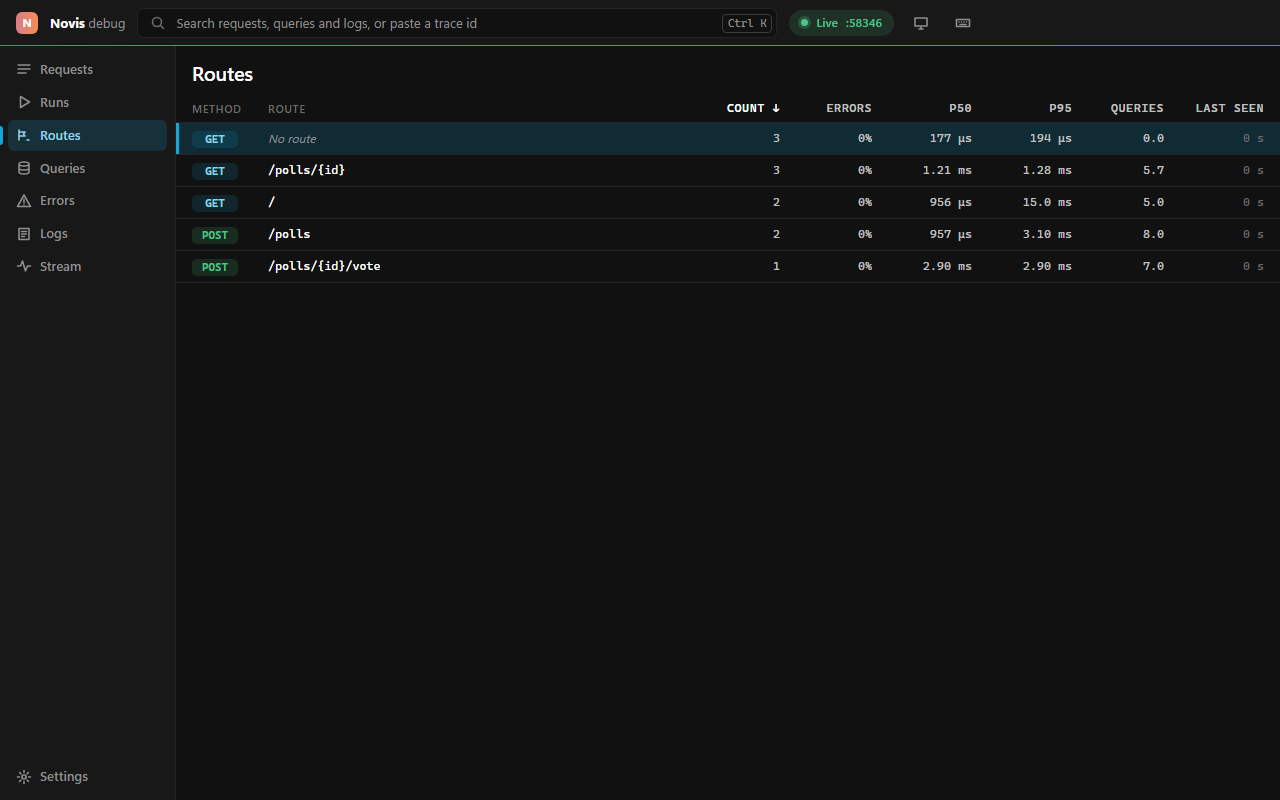 N Novis debug Search requests, queries and logs, or paste a trace id Ctrl K Live :58346
Requests
Runs
Routes
Queries
Errors
Logs
Stream
Settings
Routes
METHOD ROUTE COUNT ↓ ERRORS P50 P95 QUERIES LAST SEEN
GET No route 3 0% 177 µs 194 µs 0.0 0 s
GET /polls/{id} 3 0% 1.21 ms 1.28 ms 5.7 0 s
GET / 2 0% 956 µs 15.0 ms 5.0 0 s
POST /polls 2 0% 957 µs 3.10 ms 8.0 0 s
POST /polls/{id}/vote 1 0% 2.90 ms 2.90 ms 7.0 0 s